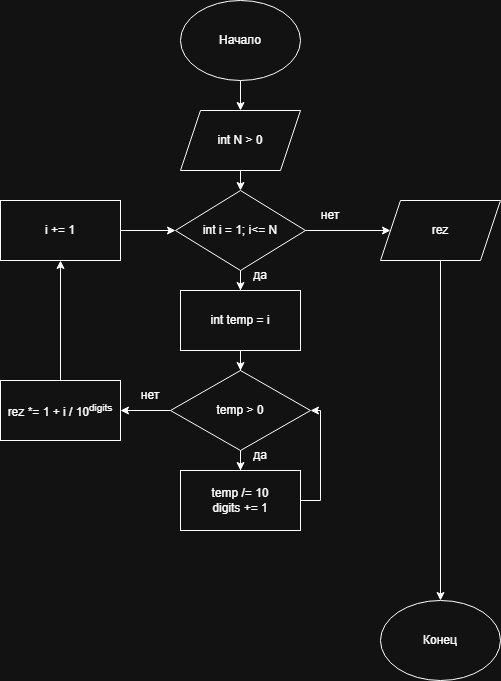 Начало
int N > 0
int i = 1; i<= N
нет
rez
i += 1
да
int temp = i
temp > 0
нет
rez *= 1 + i / 10^digits
да
temp /= 10
digits += 1
Конец